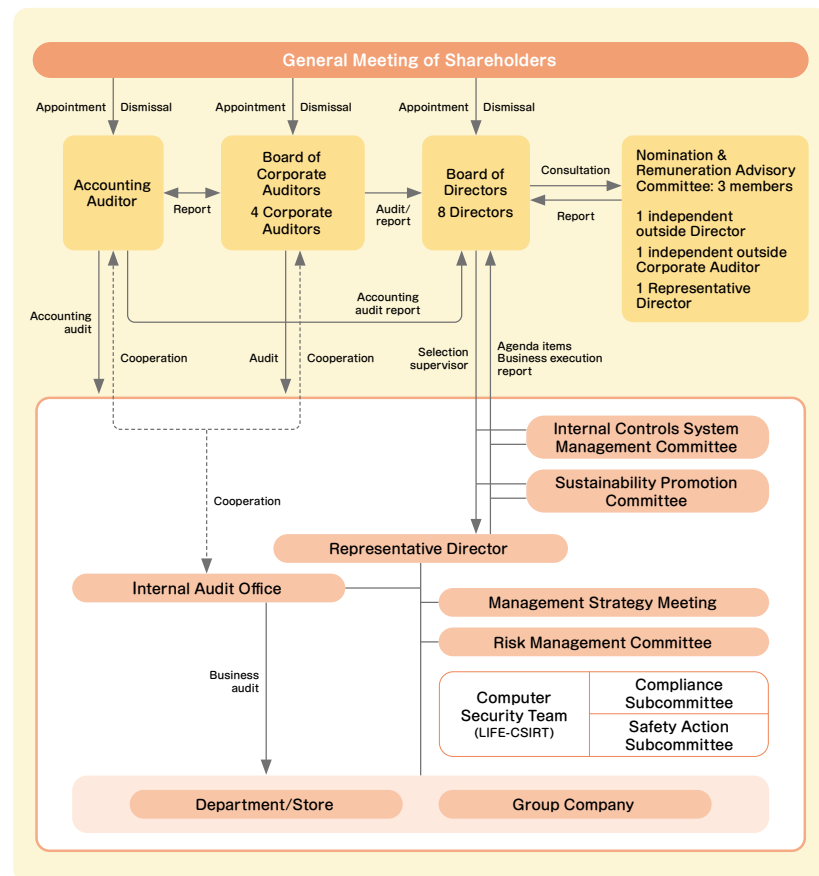 General Meeting of Shareholders
Appointment
Dismissal
Appointment
Dismissal
Appointment
Dismissal
Accounting
Auditor
Report
Board of
Corporate
Auditors
4 Corporate
Auditors
Audit/
report
Board of
Directors
8 Directors
Consultation
Report
Nomination &
Remuneration Advisory
Committee: 3 members
1 independent
outside Director
1 independent outside
Corporate Auditor
1 Representative
Director
Accounting
audit
Cooperation
Audit
Cooperation
Accounting
audit report
Selection
supervisor
Agenda items
Business execution
report
Internal Controls System
Management Committee
Sustainability Promotion
Committee
Cooperation
Representative Director
Internal Audit Office
Management Strategy Meeting
Risk Management Committee
Business
audit
Computer
Security Team
(LIFE-CSIRT)
Compliance
Subcommittee
Safety Action
Subcommittee
Department/Store
Group Company